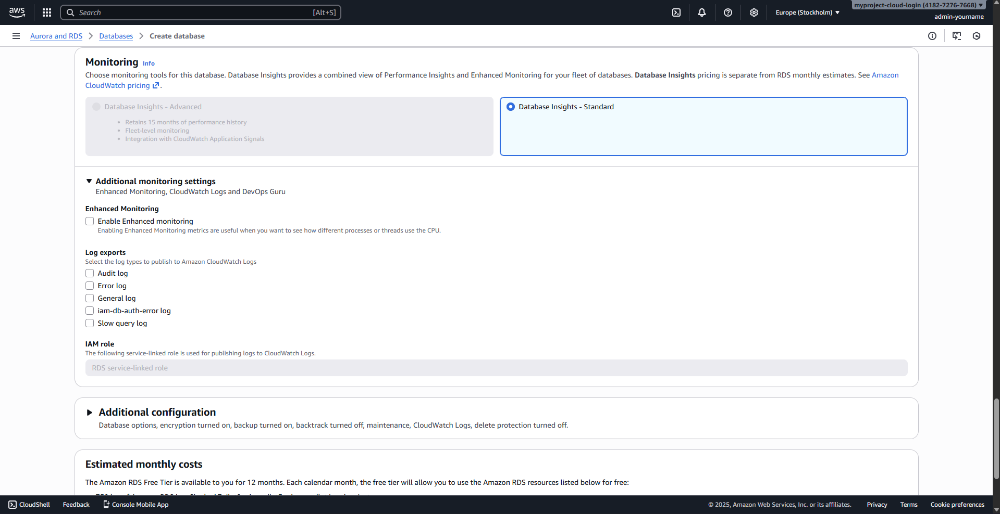 aws
Search
[Alt+S]
Europe (Stockholm)
myproject-cloud-login (4182-7276-7668)
admin-yourname
Aurora and RDS
Databases
Create database
Monitoring Info
Choose monitoring tools for this database. Database Insights provides a combined view of Performance Insights and Enhanced Monitoring for your fleet of databases. Database Insights pricing is separate from RDS monthly estimates. See Amazon
CloudWatch pricing .
Database Insights - Advanced
• Retains 15 months of performance history
• Fleet-level monitoring
• Integration with CloudWatch Application Signals
Database Insights - Standard
Additional monitoring settings
Enhanced Monitoring, CloudWatch Logs and DevOps Guru
Enhanced Monitoring
Enable Enhanced monitoring
Enabling Enhanced Monitoring metrics are useful when you want to see how different processes or threads use the CPU.
Log exports
Select the log types to publish to Amazon CloudWatch Logs
Audit log
Error log
General log
iam-db-auth-error log
Slow query log
IAM role
The following service-linked role is used for publishing logs to CloudWatch Logs.
RDS service-linked role
Additional configuration
Database options, encryption turned on, backup turned on, backtrack turned off, maintenance, CloudWatch Logs, delete protection turned off.
Estimated monthly costs
The Amazon RDS Free Tier is available to you for 12 months. Each calendar month, the free tier will allow you to use the Amazon RDS resources listed below for free:
CloudShell
Feedback
Console Mobile App
© 2025, Amazon Web Services, Inc. or its affiliates.
Privacy
Terms
Cookie preferences